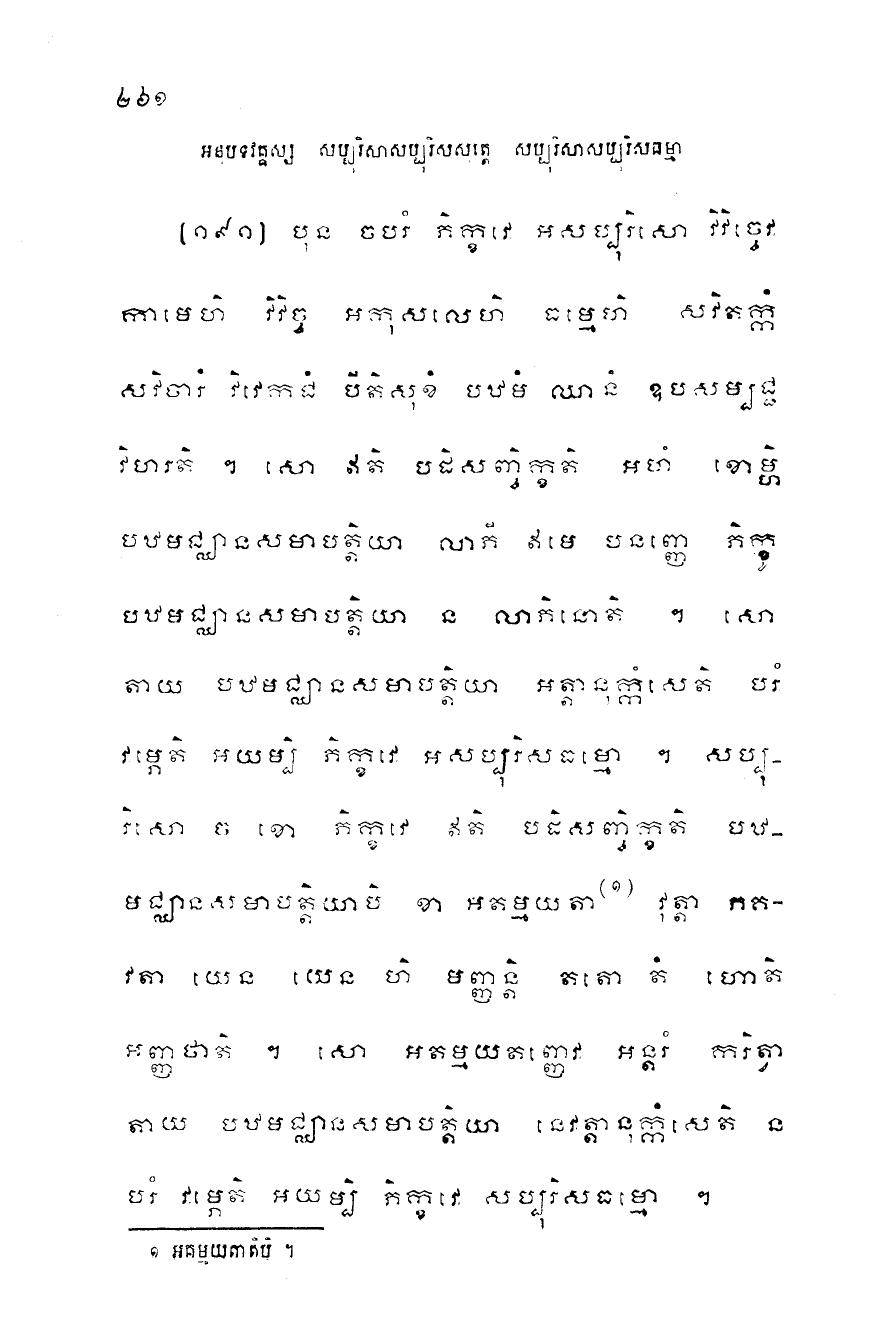 ២៦១
អនុបទវគ្គស្ស សប្បុរិសាសប្បុរិសសុត្តេ សប្បុរិសាសប្បុរិសធម្មា
[១៩១] បុន ចបរំ ភិក្ខវេ អសប្បុរិសោ វិវិច្ចេវ
កាមេហិ វិវិច្ច អកុសលេហិ ធម្មេហិ សវិតក្កំ
សវិចារំ វិវេកជំ បីតិសុខំ បឋមំ ឈានំ ឧបសម្បជ្ជ
វិហរតិ ។ សោ ឥតិ បដិសញ្ចិក្ខតិ អហំ ខោម្ហិ
បឋមជ្ឈានសមាបត្តិយា លាភី ឥមេ បនញ្ញេ ភិក្ខូ
បឋមជ្ឈានសមាបត្តិយា ន លាភិនោតិ ។ សោ
តាយ បឋមជ្ឈានសមាបត្តិយា អត្តានុក្កំសេតិ បរំ
វម្ភេតិ អយម្បិ ភិក្ខវេ អសប្បុរិសធម្មោ ។ សប្បុ-
រិសោ ច ខោ ភិក្ខវេ ឥតិ បដិសញ្ចិក្ខតិ បឋ-
មជ្ឈានសមាបត្តិយាបិ ខា អតម្មយតា(១) វុត្តា ភគ-
វតា យេន យេន ហិ មញ្ញន្តិ តតោ តំ ហោតិ
អញ្ញថាតិ ។ សោ អតម្មយតញ្ញេវ អន្តរំ ករិត្វា
តាយ បឋមជ្ឈានសមាបត្តិយា នេវត្តានុក្កំសេតិ ន
បរំ វម្ភេតិ អយម្បិ ភិក្ខវេ សប្បុរិសធម្មោ ។
១ អគម្មយតាតិបិ ។